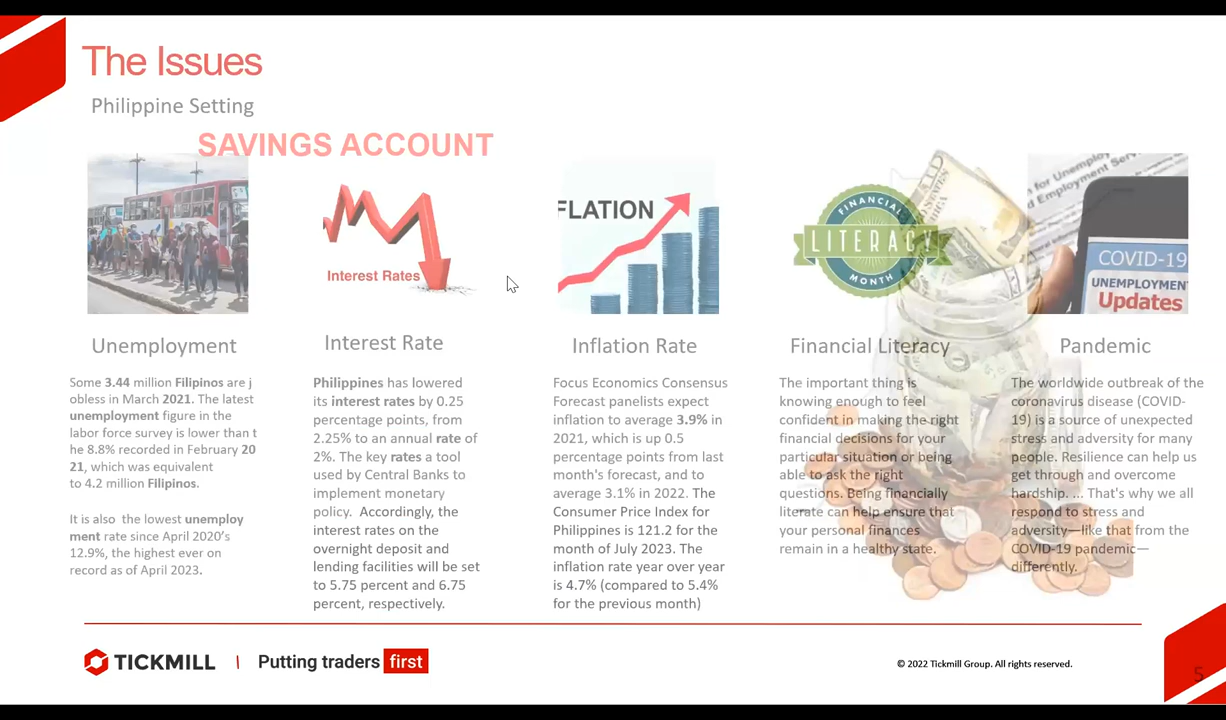 The Issues
Philippine Setting
SAVINGS ACCOUNT
Interest Rates
FLATION
FINANCIAL
LITERACY
MONTH
for Unemploy
Employment Serv
COVID-19
UNEMPLOYMENT
Updates
Unemployment
Some 3.44 million Filipinos are j
obless in March 2021. The latest
unemployment figure in the
labor force survey is lower than t
he 8.8% recorded in February 20
21, which was equivalent
to 4.2 million Filipinos.
It is also the lowest unemploy
ment rate since April 2020's
12.9%, the highest ever on
record as of April 2023.
Interest Rate
Philippines has lowered
its interest rates by 0.25
percentage points, from
2.25% to an annual rate of
2%. The key rates a tool
used by Central Banks to
implement monetary
policy. Accordingly, the
interest rates on the
overnight deposit and
lending facilities will be set
to 5.75 percent and 6.75
percent, respectively.
Inflation Rate
Focus Economics Consensus
Forecast panelists expect
inflation to average 3.9% in
2021, which is up 0.5
percentage points from last
month's forecast, and to
average 3.1% in 2022. The
Consumer Price Index for
Philippines is 121.2 for the
month of July 2023. The
inflation rate year over year
is 4.7% (compared to 5.4%
for the previous month)
Financial Literacy
The important thing is
knowing enough to feel
confident in making the right
financial decisions for your
particular situation or being
able to ask the right
questions. Being financially
literate can help ensure that
your personal finances
remain in a healthy state.
Pandemic
The worldwide outbreak of the
coronavirus disease (COVID-
19) is a source of unexpected
stress and adversity for many
people. Resilience can help us
get through and overcome
hardship. ... That's why we all
respond to stress and
adversity—like that from the
COVID-19 pandemic—
differently.
TICKMILL | Putting traders first
© 2022 Tickmill Group. All rights reserved.
5